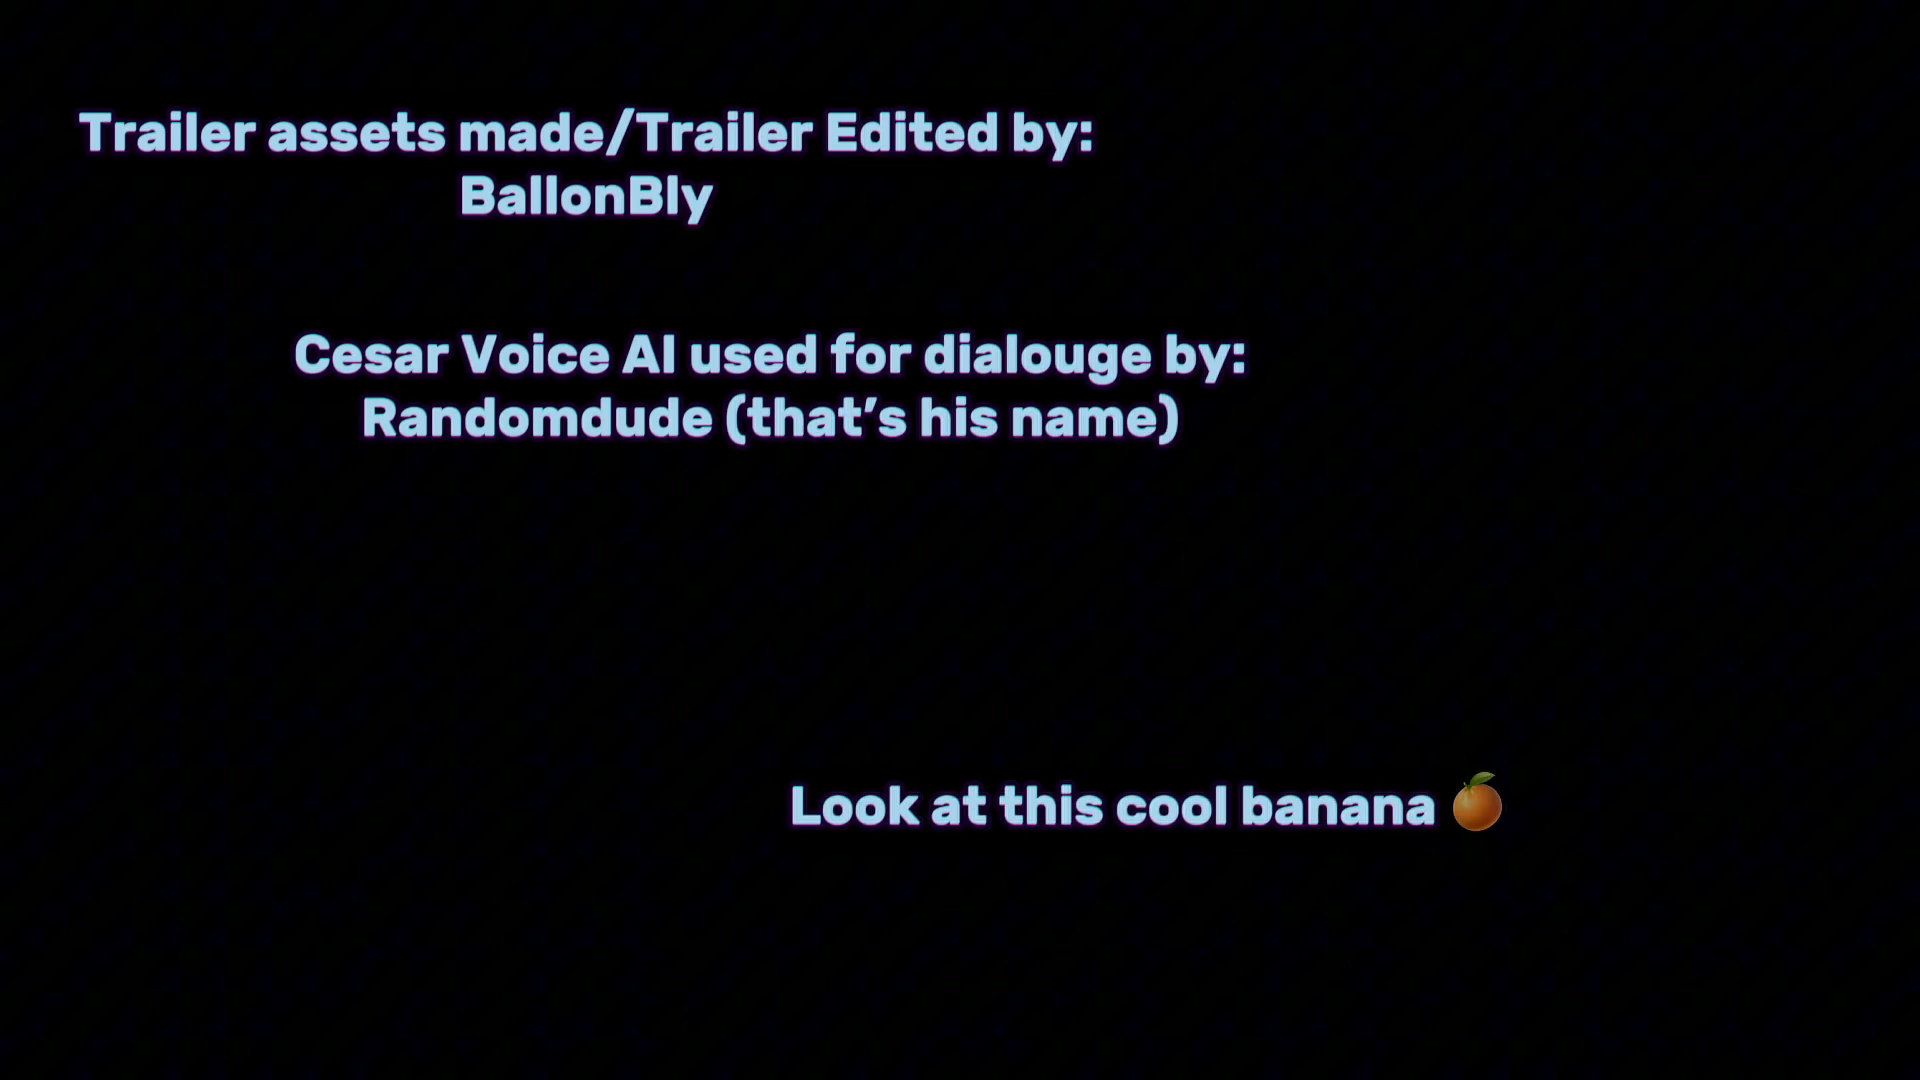 Trailer assets made/Trailer Edited by:
BallonBly
Cesar Voice AI used for dialouge by:
Randomdude (that's his name)
Look at this cool banana 🍊